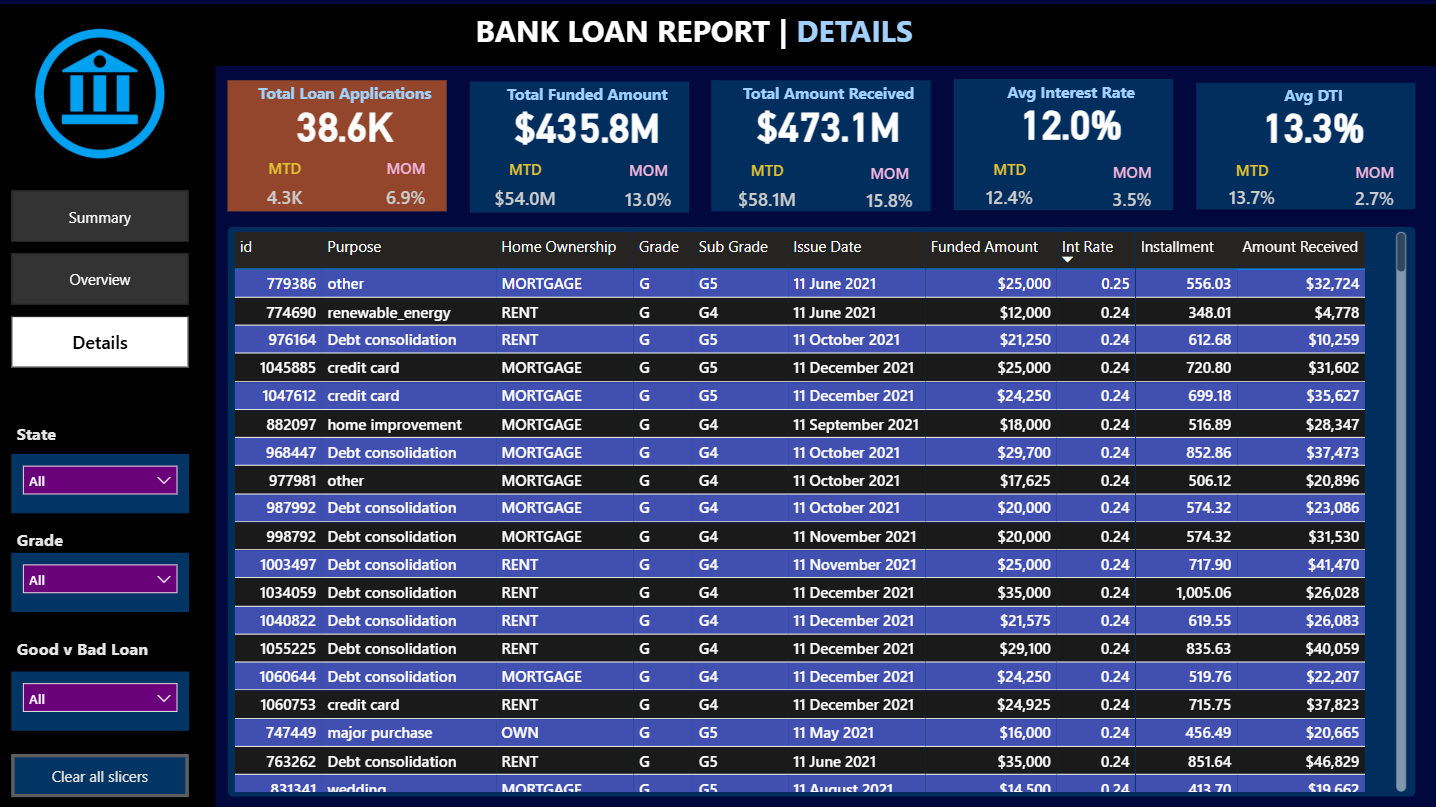 BANK LOAN REPORT | DETAILS
Total Loan Applications
38.6K
MTD MOM
4.3K 6.9%
Total Funded Amount
$435.8M
MTD MOM
$54.0M 13.0%
Total Amount Received
$473.1M
MTD MOM
$58.1M 15.8%
Avg Interest Rate
12.0%
MTD MOM
12.4% 3.5%
Avg DTI
13.3%
MTD MOM
13.7% 2.7%
Summary
Overview
Details
State
All
Grade
All
Good v Bad Loan
All
Clear all slicers
id Purpose Home Ownership Grade Sub Grade Issue Date Funded Amount Int Rate Installment Amount Received
779386 other MORTGAGE G G5 11 June 2021 $25,000 0.25 556.03 $32,724
774690 renewable_energy RENT G G4 11 June 2021 $12,000 0.24 348.01 $4,778
976164 Debt consolidation RENT G G5 11 October 2021 $21,250 0.24 612.68 $10,259
1045885 credit card MORTGAGE G G5 11 December 2021 $25,000 0.24 720.80 $31,602
1047612 credit card MORTGAGE G G5 11 December 2021 $24,250 0.24 699.18 $35,627
882097 home improvement MORTGAGE G G4 11 September 2021 $18,000 0.24 516.89 $28,347
968447 Debt consolidation MORTGAGE G G4 11 October 2021 $29,700 0.24 852.86 $37,473
977981 other MORTGAGE G G4 11 October 2021 $17,625 0.24 506.12 $20,896
987992 Debt consolidation MORTGAGE G G4 11 October 2021 $20,000 0.24 574.32 $23,086
998792 Debt consolidation MORTGAGE G G4 11 November 2021 $20,000 0.24 574.32 $31,530
1003497 Debt consolidation RENT G G4 11 November 2021 $25,000 0.24 717.90 $41,470
1034059 Debt consolidation RENT G G4 11 December 2021 $35,000 0.24 1,005.06 $26,028
1040822 Debt consolidation RENT G G4 11 December 2021 $21,575 0.24 619.55 $26,083
1055225 Debt consolidation RENT G G4 11 December 2021 $29,100 0.24 835.63 $40,059
1060644 Debt consolidation MORTGAGE G G4 11 December 2021 $24,250 0.24 519.76 $22,207
1060753 credit card RENT G G4 11 December 2021 $24,925 0.24 715.75 $37,823
747449 major purchase OWN G G5 11 May 2021 $16,000 0.24 456.49 $20,665
763262 Debt consolidation RENT G G5 11 June 2021 $35,000 0.24 851.64 $46,829
831341 wedding MORTGAGE G G5 11 August 2021 $14,500 0.24 413.70 $19,662